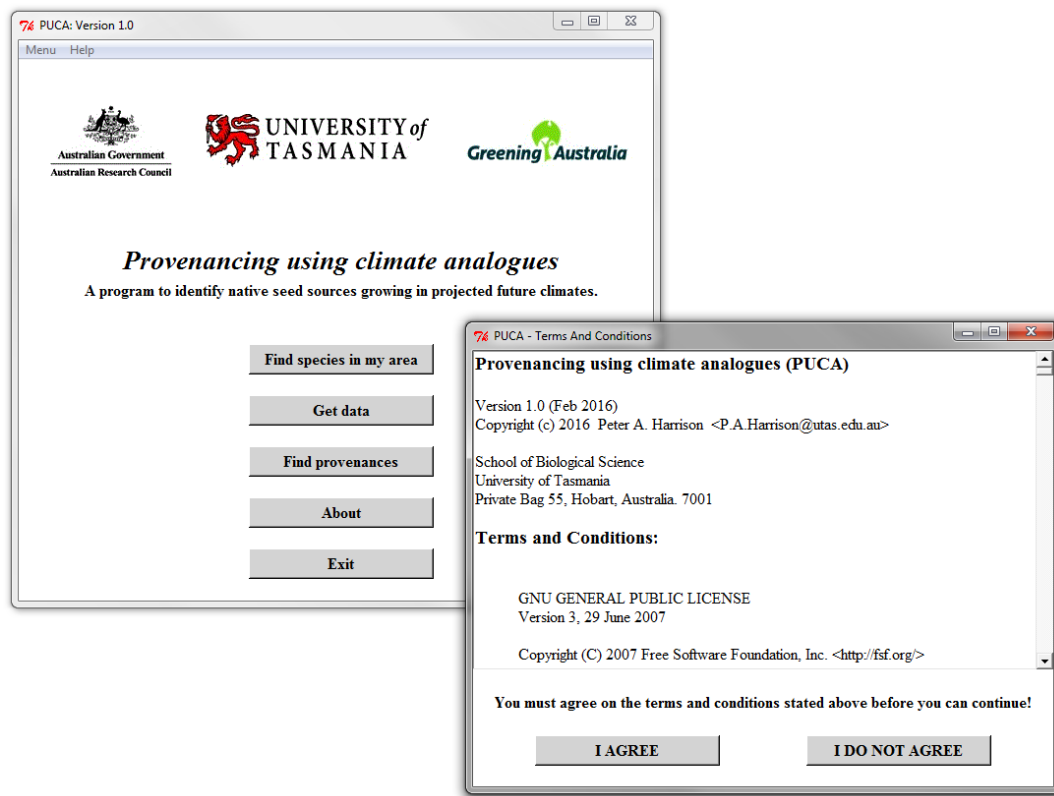 PUCA: Version 1.0
Menu Help
Australian Government
Australian Research Council
UNIVERSITY of
TASMANIA
Greening Australia
Provenancing using climate analogues
A program to identify native seed sources growing in projected future climates.
Find species in my area
Get data
Find provenances
About
Exit
PUCA - Terms And Conditions
Provenancing using climate analogues (PUCA)
Version 1.0 (Feb 2016)
Copyright (c) 2016 Peter A. Harrison <P.A.Harrison@utas.edu.au>
School of Biological Science
University of Tasmania
Private Bag 55, Hobart, Australia. 7001
Terms and Conditions:
GNU GENERAL PUBLIC LICENSE
Version 3, 29 June 2007
Copyright (C) 2007 Free Software Foundation, Inc. <http://fsf.org/>
You must agree on the terms and conditions stated above before you can continue!
I AGREE
I DO NOT AGREE